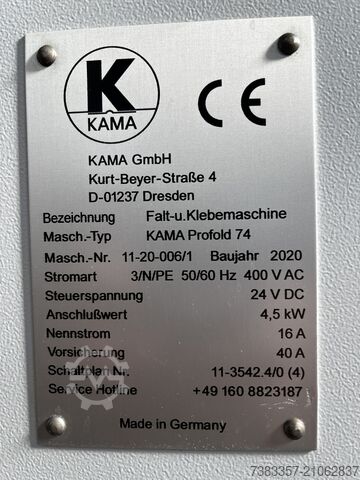 K
KAMA
CE
KAMA GmbH
Kurt-Beyer-Straße 4
D-01237 Dresden
Bezeichnung Falt-u.Klebemaschine
Masch.-Typ KAMA Profold 74
Masch.-Nr. 11-20-006/1 Baujahr 2020
Stromart 3/N/PE 50/60 Hz 400 V AC
Steuerspannung 24 V DC
Anschlußwert 4,5 kW
Nennstrom 16 A
Vorsicherung 40 A
Schaltplan Nr. 11-3542.4/0 (4)
Service Hotline +49 160 8823187
Made in Germany
7383357-21062837